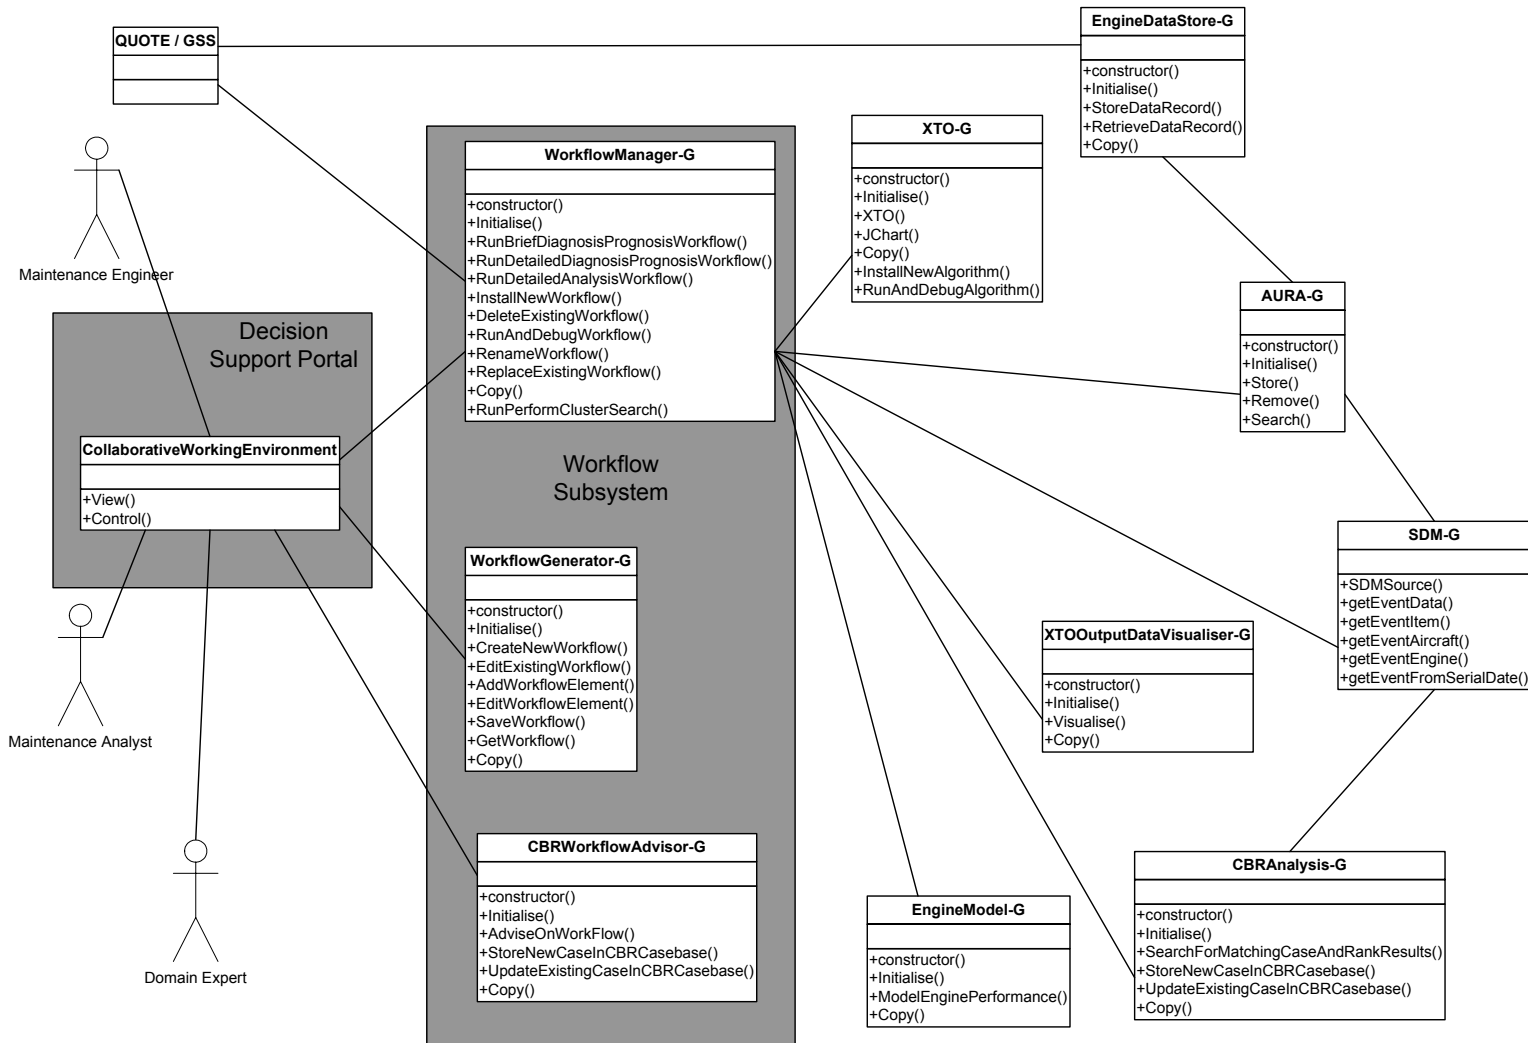 QUOTE / GSS
EngineDataStore-G
+constructor()
+Initialise()
+StoreDataRecord()
+RetrieveDataRecord()
+Copy()
Maintenance Engineer
WorkflowManager-G
+constructor()
+Initialise()
+RunBriefDiagnosisPrognosisWorkflow()
+RunDetailedDiagnosisPrognosisWorkflow()
+RunDetailedAnalysisWorkflow()
+InstallNewWorkflow()
+DeleteExistingWorkflow()
+RunAndDebugWorkflow()
+RenameWorkflow()
+ReplaceExistingWorkflow()
+Copy()
+RunPerformClusterSearch()
XTO-G
+constructor()
+Initialise()
+XTO()
+JChart()
+Copy()
+InstallNewAlgorithm()
+RunAndDebugAlgorithm()
AURA-G
+constructor()
+Initialise()
+Store()
+Remove()
+Search()
Decision
Support Portal
CollaborativeWorkingEnvironment
+View()
+Control()
Workflow
Subsystem
SDM-G
+SDMSource()
+getEventData()
+getEventItem()
+getEventAircraft()
+getEventEngine()
+getEventFromSerialDate()
WorkflowGenerator-G
+constructor()
+Initialise()
+CreateNewWorkflow()
+EditExistingWorkflow()
+AddWorkflowElement()
+EditWorkflowElement()
+SaveWorkflow()
+GetWorkflow()
+Copy()
XTOOutputDataVisualiser-G
+constructor()
+Initialise()
+Visualise()
+Copy()
Maintenance Analyst
CBRWorkflowAdvisor-G
+constructor()
+Initialise()
+AdviseOnWorkFlow()
+StoreNewCaseInCBRCasebase()
+UpdateExistingCaseInCBRCasebase()
+Copy()
Domain Expert
EngineModel-G
+constructor()
+Initialise()
+ModelEnginePerformance()
+Copy()
CBRAnalysis-G
+constructor()
+Initialise()
+SearchForMatchingCaseAndRankResults()
+StoreNewCaseInCBRCasebase()
+UpdateExistingCaseInCBRCasebase()
+Copy()